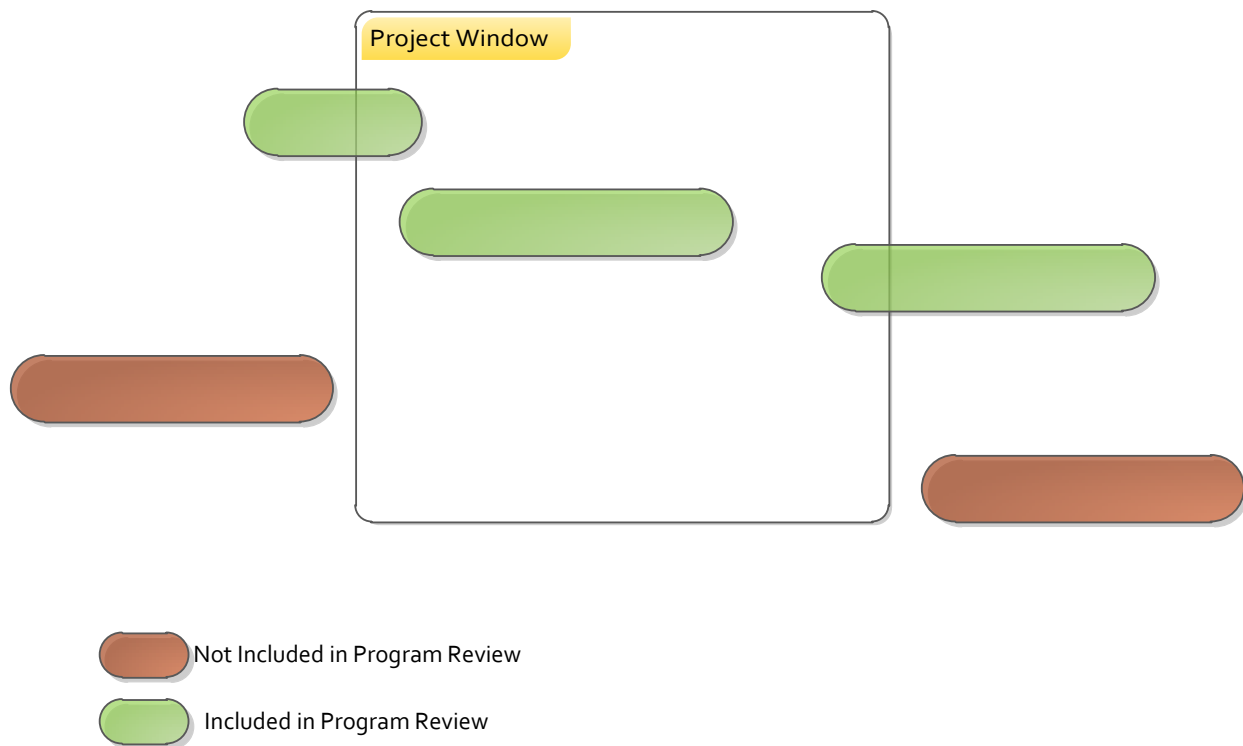 Project Window
Not Included in Program Review
Included in Program Review